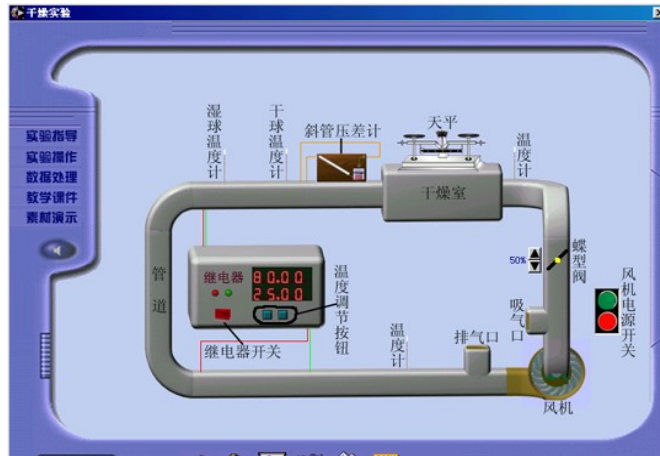 干燥实验
实验指导
实验操作
数据处理
教学课件
素材演示
湿球温度计
干球温度计
斜管压差计
天平
温度计
干燥室
管道
继电器
80.00
25.00
温度调节按钮
继电器开关
50%
蝶型阀
吸气口
风机电源开关
温度计
排气口
风机